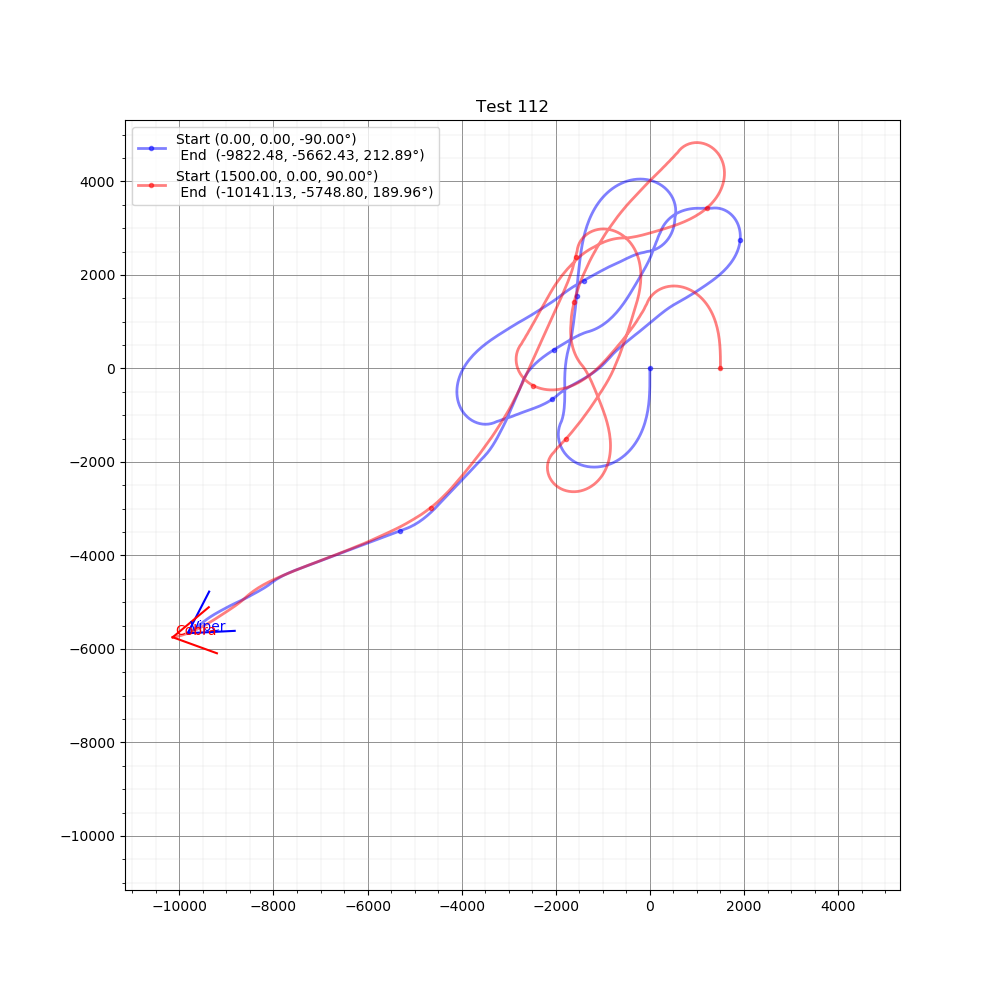 Test 112
Start (0.00, 0.00, -90.00°)
End (-9822.48, -5662.43, 212.89°)
Start (1500.00, 0.00, 90.00°)
End (-10141.13, -5748.80, 189.96°)
4000
2000
0
−2000
−4000
−6000
−8000
−10000
Viper
−10000 −8000 −6000 −4000 −2000 0 2000 4000